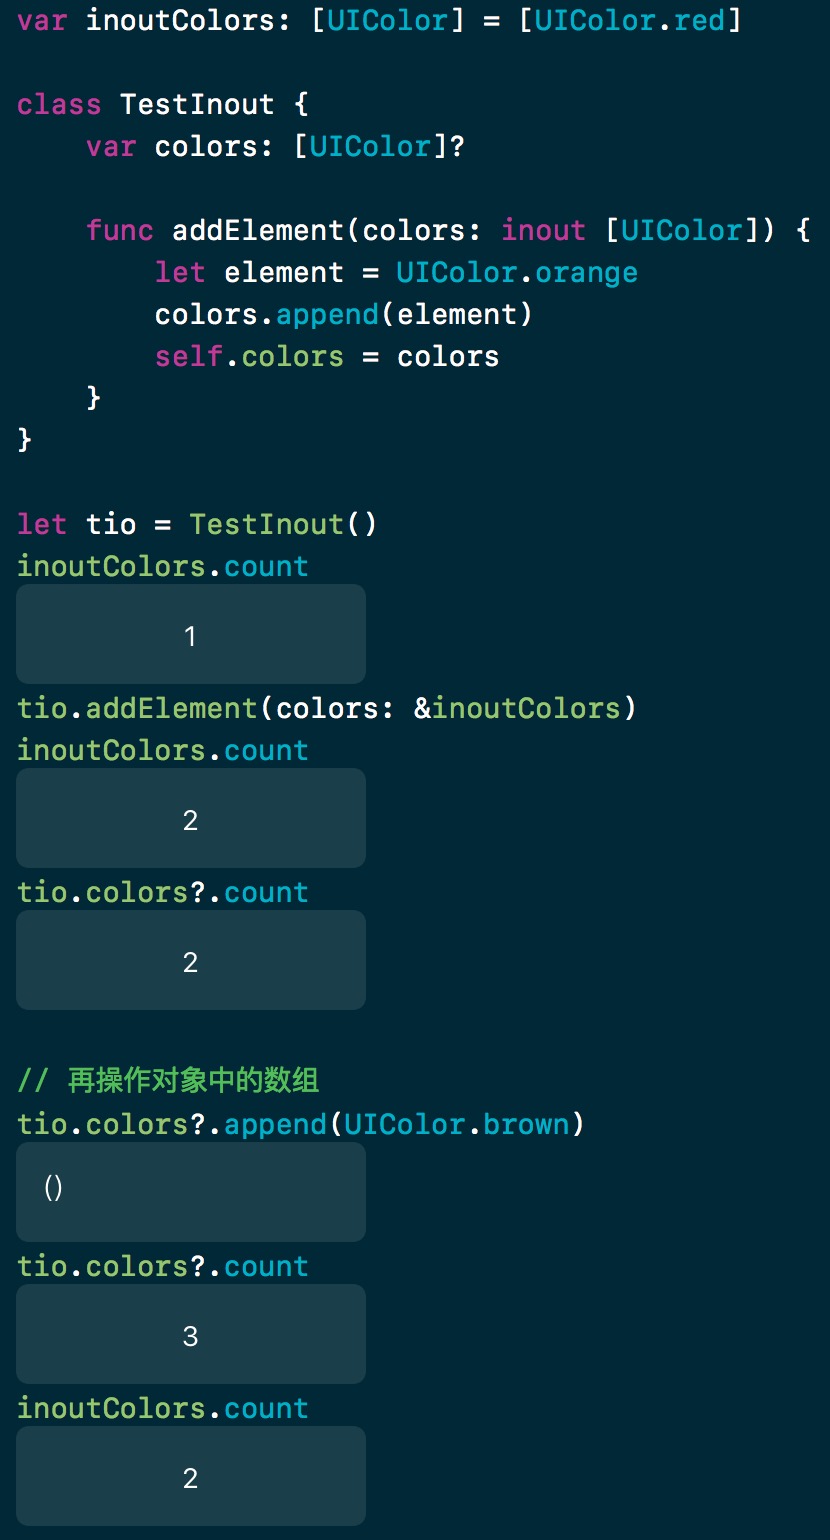 var inoutColors: [UIColor] = [UIColor.red]
class TestInout {
var colors: [UIColor]?
func addElement(colors: inout [UIColor]) {
let element = UIColor.orange
colors.append(element)
self.colors = colors
}
}
let tio = TestInout()
inoutColors.count
1
tio.addElement(colors: &inoutColors)
inoutColors.count
2
tio.colors?.count
2
// 再操作对象中的数组
tio.colors?.append(UIColor.brown)
()
tio.colors?.count
3
inoutColors.count
2